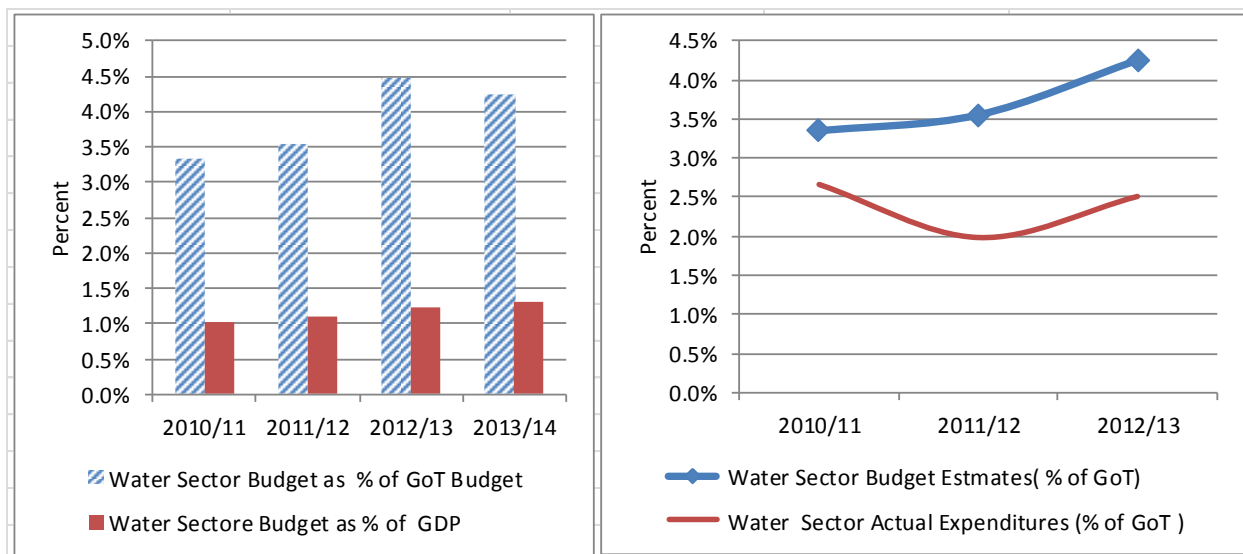 5.0%
4.5%
4.0%
3.5%
3.0%
2.5%
2.0%
1.5%
1.0%
0.5%
0.0%
Percent
2010/11 2011/12 2012/13 2013/14
Water Sector Budget as % of GoT Budget
Water Sectore Budget as % of GDP
4.5%
4.0%
3.5%
3.0%
2.5%
2.0%
1.5%
1.0%
0.5%
0.0%
Percent
2010/11 2011/12 2012/13
Water Sector Budget Estmates( % of GoT)
Water Sector Actual Expenditures (% of GoT )